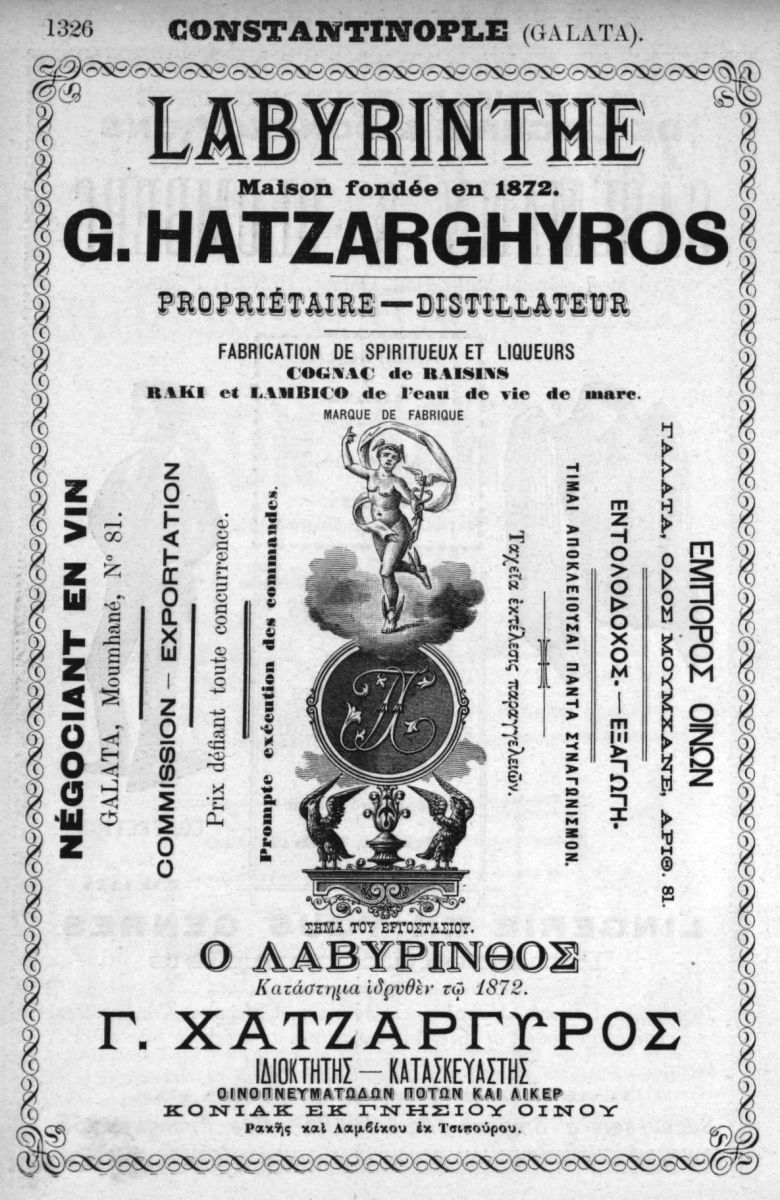 1326
CONSTANTINOPLE (GALATA).
LABYRINTHE
Maison fondée en 1872.
G. HATZARGHYROS
PROPRIÉTAIRE — DISTILLATEUR
FABRICATION DE SPIRITUEUX ET LIQUEURS
COGNAC de RAISINS
RAKI et LAMBICO de l'eau de vie de marc.
MARQUE DE FABRIQUE
NÉGOCIANT EN VIN
GALATA, Moumhané, Nº 81.
COMMISSION — EXPORTATION
Prix défiant toute concurrence.
Prompte exécution des commandes.
Ταχεῖα ἐκτέλεσις παραγγελειῶν.
ΤΙΜΑΙ ΑΠΟΚΛΕΙΟΥΣΑΙ ΠΑΝΤΑ ΣΥΝΑΓΩΝΙΣΜΟΝ.
ΕΝΤΟΛΟΔΟΧΟΣ. — ΕΞΑΓΩΓΗ.
ΓΑΛΑΤΑ, ΟΔΟΣ ΜΟΥΜΧΑΝΕ, ΑΡΙΘ. 81.
ΕΜΠΟΡΟΣ ΟΙΝΩΝ
ΣΗΜΑ ΤΟΥ ΕΡΓΟΣΤΑΣΙΟΥ.
Ο ΛΑΒΥΡΙΝΘΟΣ
Κατάστημα ἱδρυθὲν τῷ 1872.
Γ. ΧΑΤΖΑΡΓΥΡΟΣ
ΙΔΙΟΚΤΗΤΗΣ — ΚΑΤΑΣΚΕΥΑΣΤΗΣ
ΟΙΝΟΠΝΕΥΜΑΤΩΔΩΝ ΠΟΤΩΝ ΚΑΙ ΛΙΚΕΡ
ΚΟΝΙΑΚ ΕΚ ΓΝΗΣΙΟΥ ΟΙΝΟΥ
Ρακῆς καὶ Λαμβίκου ἐκ Τσιπούρου.